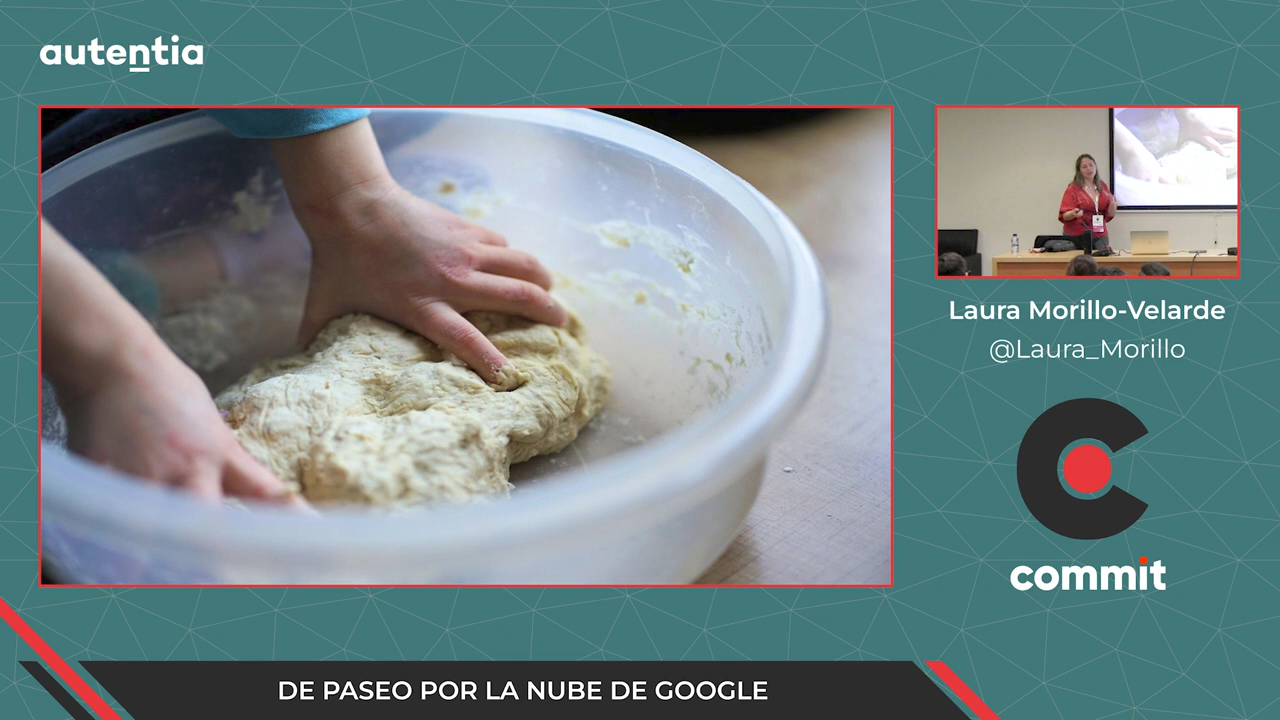 autentia
Laura Morillo-Velarde
@Laura_Morillo
commit
DE PASEO POR LA NUBE DE GOOGLE